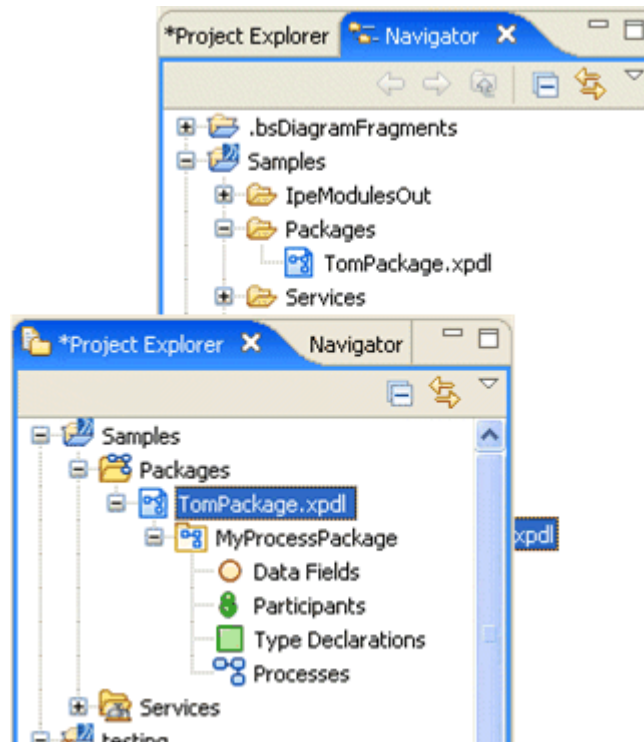 *Project Explorer Navigator
.bsDiagramFragments
Samples
IpeModulesOut
Packages
TomPackage.xpdl
Services
*Project Explorer Navigator
Samples
Packages
TomPackage.xpdl
MyProcessPackage
xpdl
Data Fields
Participants
Type Declarations
Processes
Services
testing